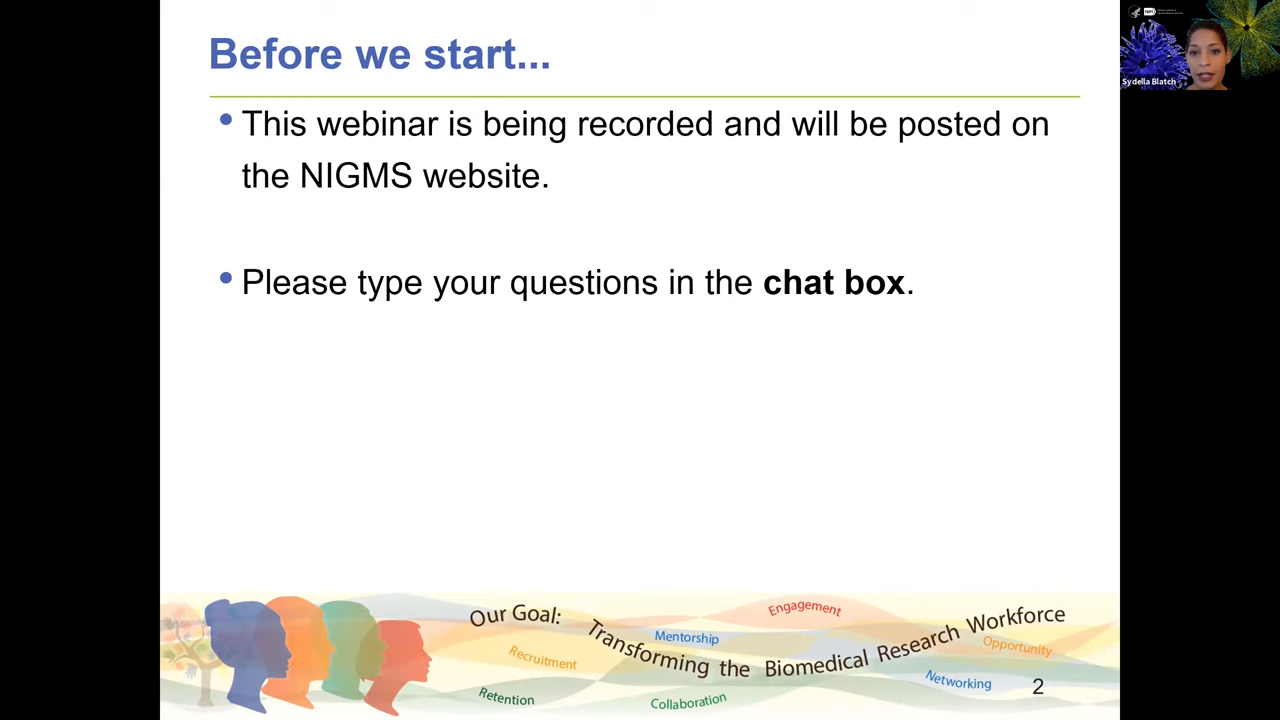 Before we start...
• This webinar is being recorded and will be posted on
the NIGMS website.
• Please type your questions in the chat box.
NIH
Sydella Blatch
Our Goal: Transforming the Biomedical Research Workforce
Engagement
Mentorship
Recruitment
Opportunity
Networking
Retention
Collaboration
2